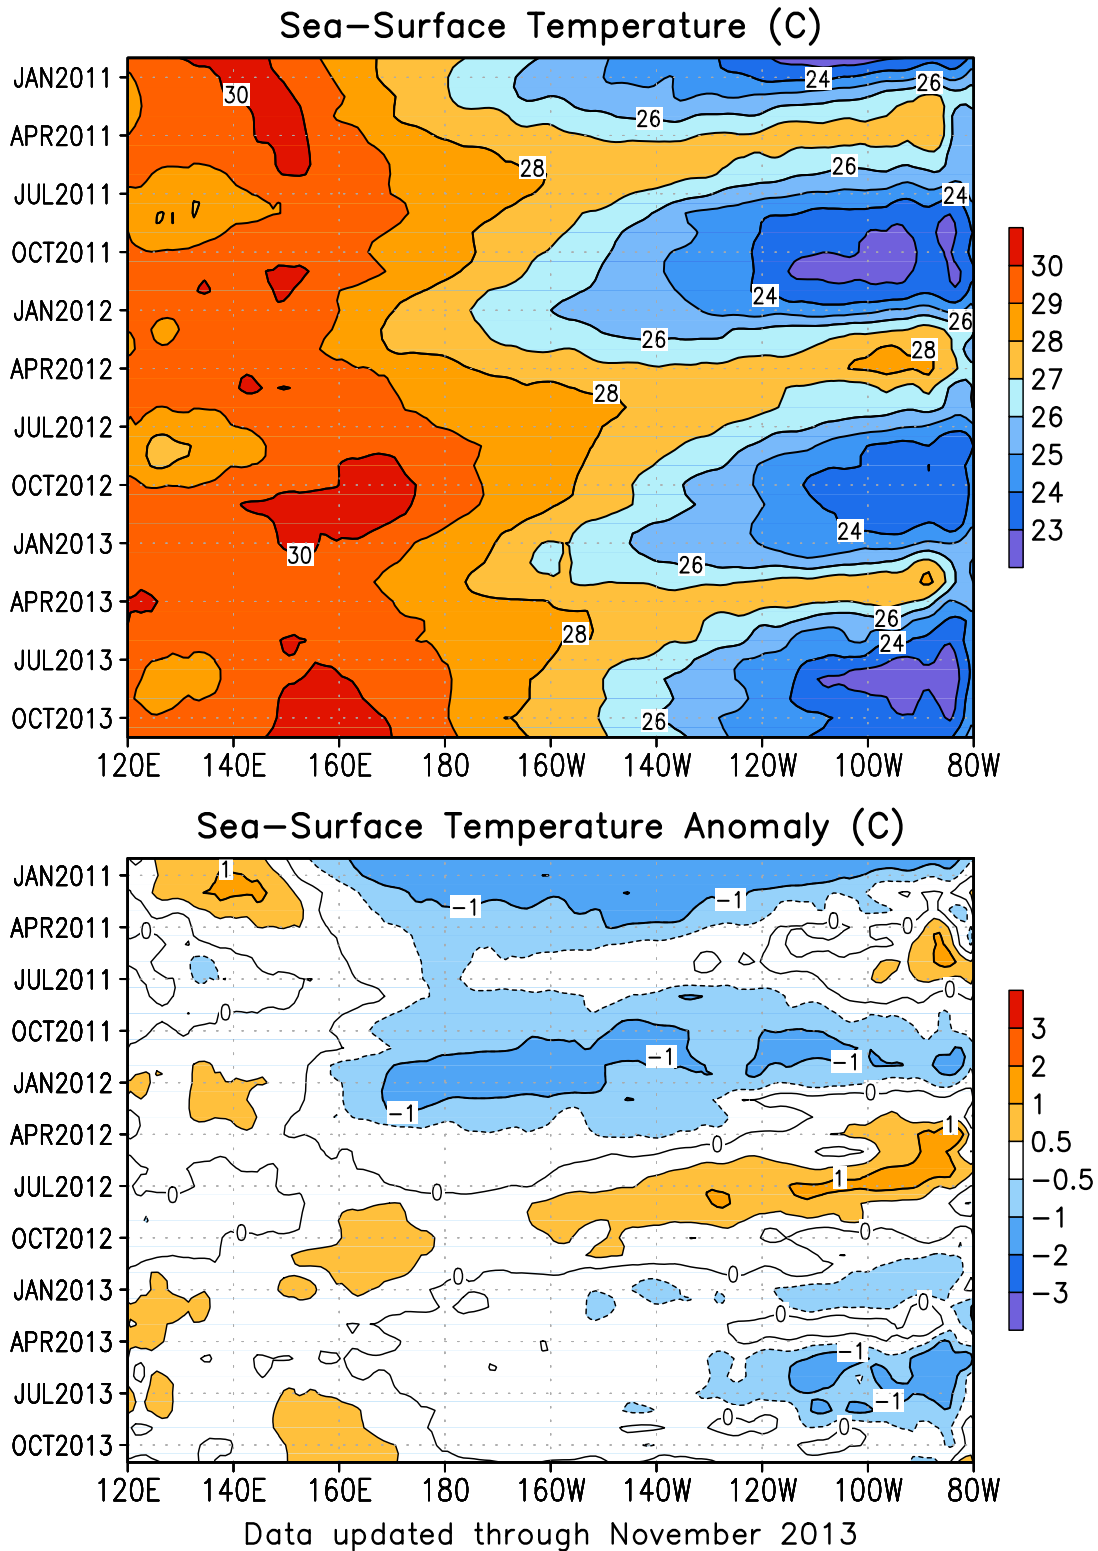 Sea-Surface Temperature (C)
JAN2011
APR2011
JUL2011
OCT2011
JAN2012
APR2012
JUL2012
OCT2012
JAN2013
APR2013
JUL2013
OCT2013
30
24
26
26
28
26
24
24
26
26
28
28
24
30
26
26
24
28
26
30
29
28
27
26
25
24
23
120E 140E 160E 180 160W 140W 120W 100W 80W
Sea-Surface Temperature Anomaly (C)
JAN2011
APR2011
JUL2011
OCT2011
JAN2012
APR2012
JUL2012
OCT2012
JAN2013
APR2013
JUL2013
OCT2013
1
-1
-1
0
0
0
0
0
-1
-1
0
-1
1
0
1
0
0
0
0
0
0
0
0
-1
-1
0
0
3
2
1
0.5
-0.5
-1
-2
-3
120E 140E 160E 180 160W 140W 120W 100W 80W
Data updated through November 2013